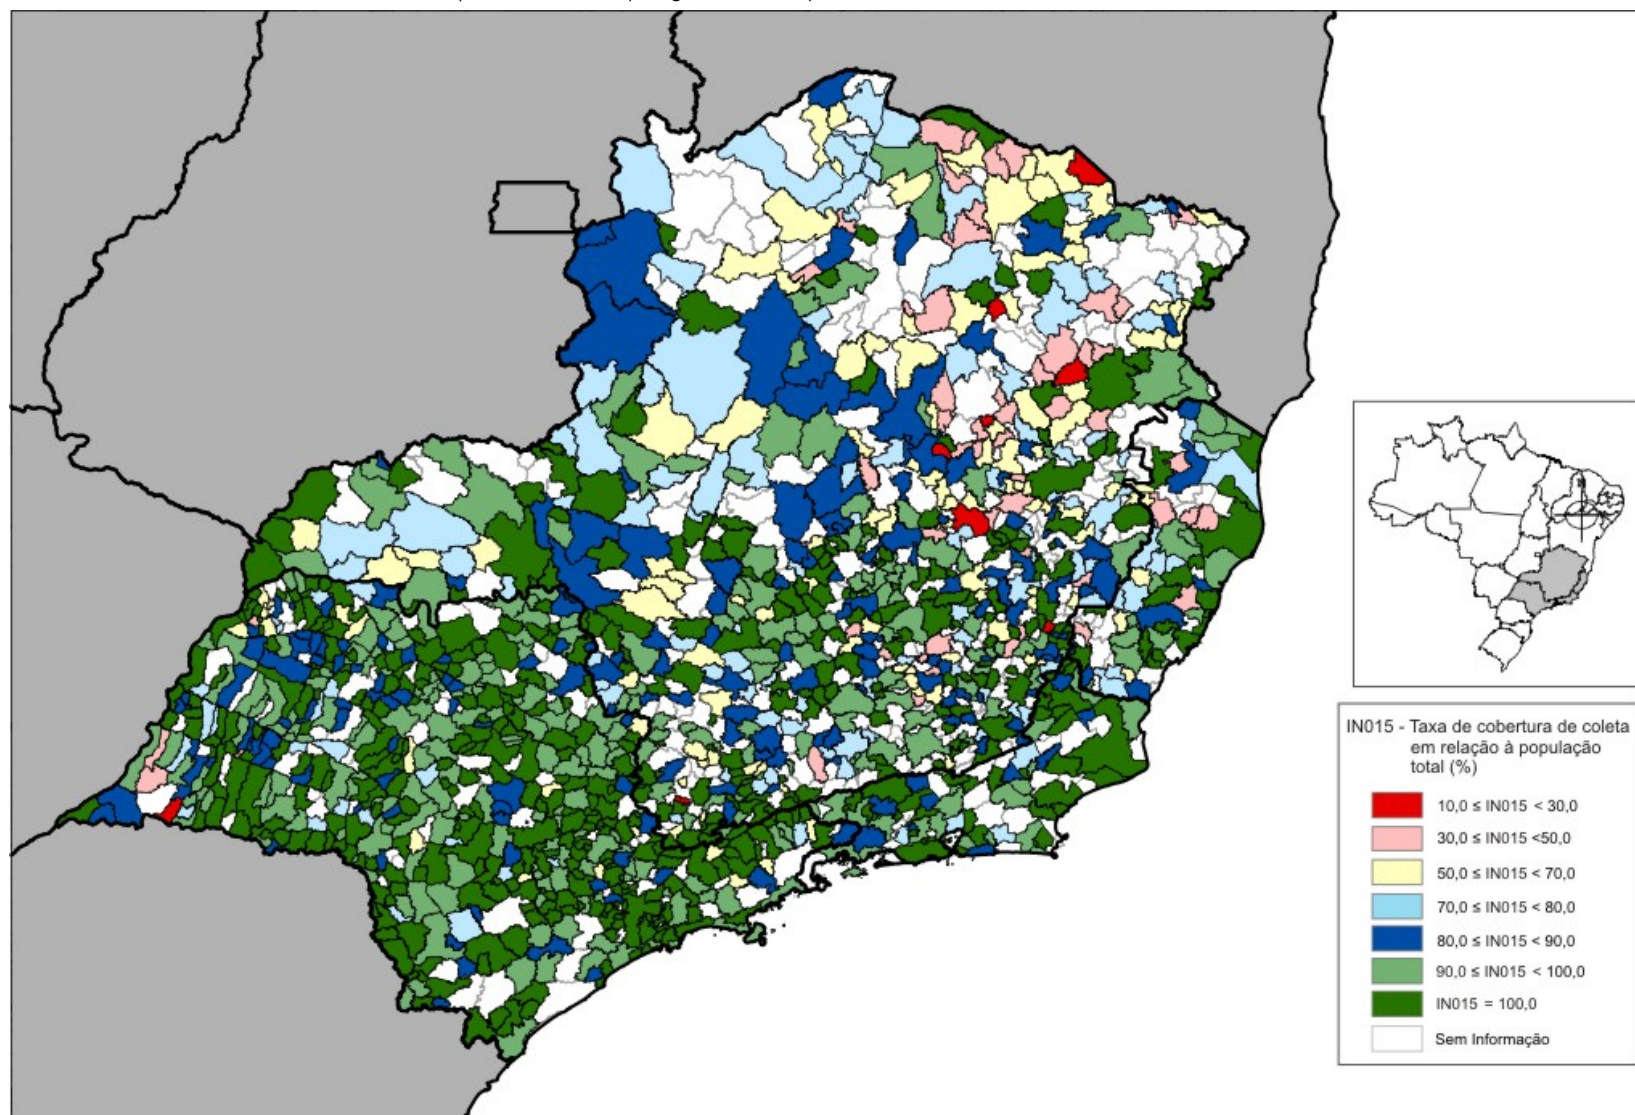 IN015 - Taxa de cobertura de coleta
em relação à população
total (%)
10,0 ≤ IN015 < 30,0
30,0 ≤ IN015 <50,0
50,0 ≤ IN015 < 70,0
70,0 ≤ IN015 < 80,0
80,0 ≤ IN015 < 90,0
90,0 ≤ IN015 < 100,0
IN015 = 100,0
Sem Informação